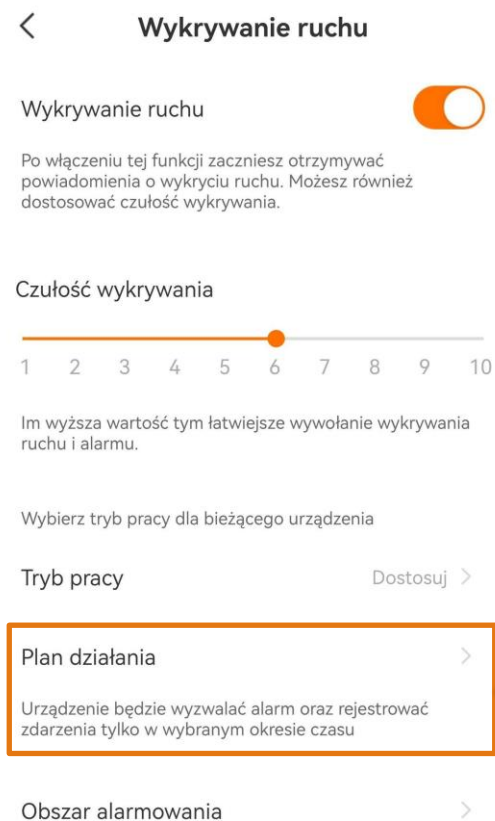 Wykrywanie ruchu
Wykrywanie ruchu
Po włączeniu tej funkcji zaczniesz otrzymywać
powiadomienia o wykryciu ruchu. Możesz również
dostosować czułość wykrywania.
Czułość wykrywania
1 2 3 4 5 6 7 8 9 10
Im wyższa wartość tym łatwiejsze wywołanie wykrywania
ruchu i alarmu.
Wybierz tryb pracy dla bieżącego urządzenia
Tryb pracy Dostosuj
Plan działania
Urządzenie będzie wyzwalać alarm oraz rejestrować
zdarzenia tylko w wybranym okresie czasu
Obszar alarmowania